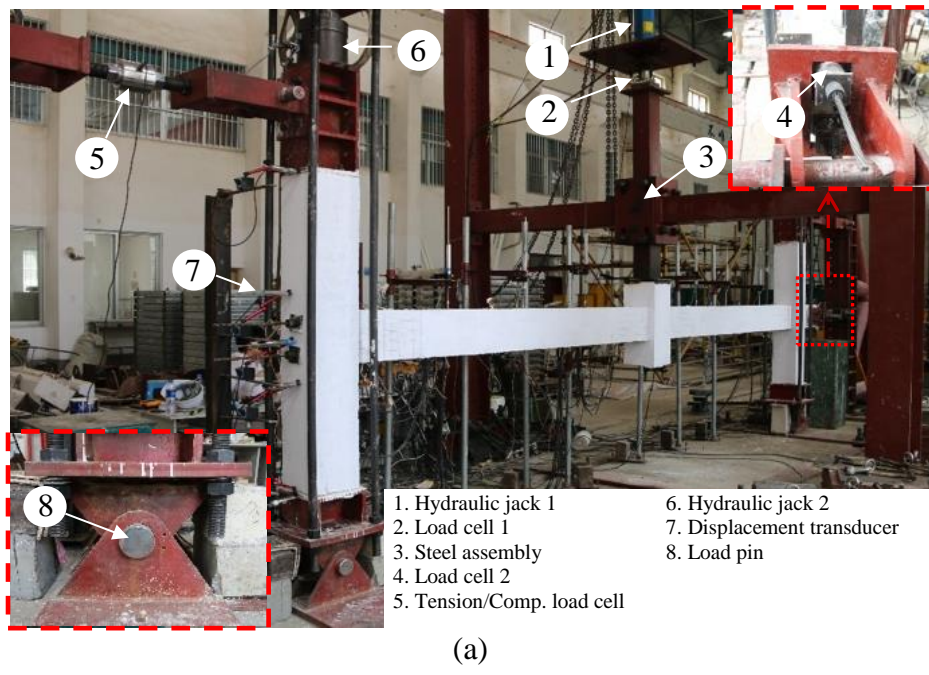 1
6
2
4
5
3
7
8
1. Hydraulic jack 1
2. Load cell 1
3. Steel assembly
4. Load cell 2
5. Tension/Comp. load cell
6. Hydraulic jack 2
7. Displacement transducer
8. Load pin
(a)